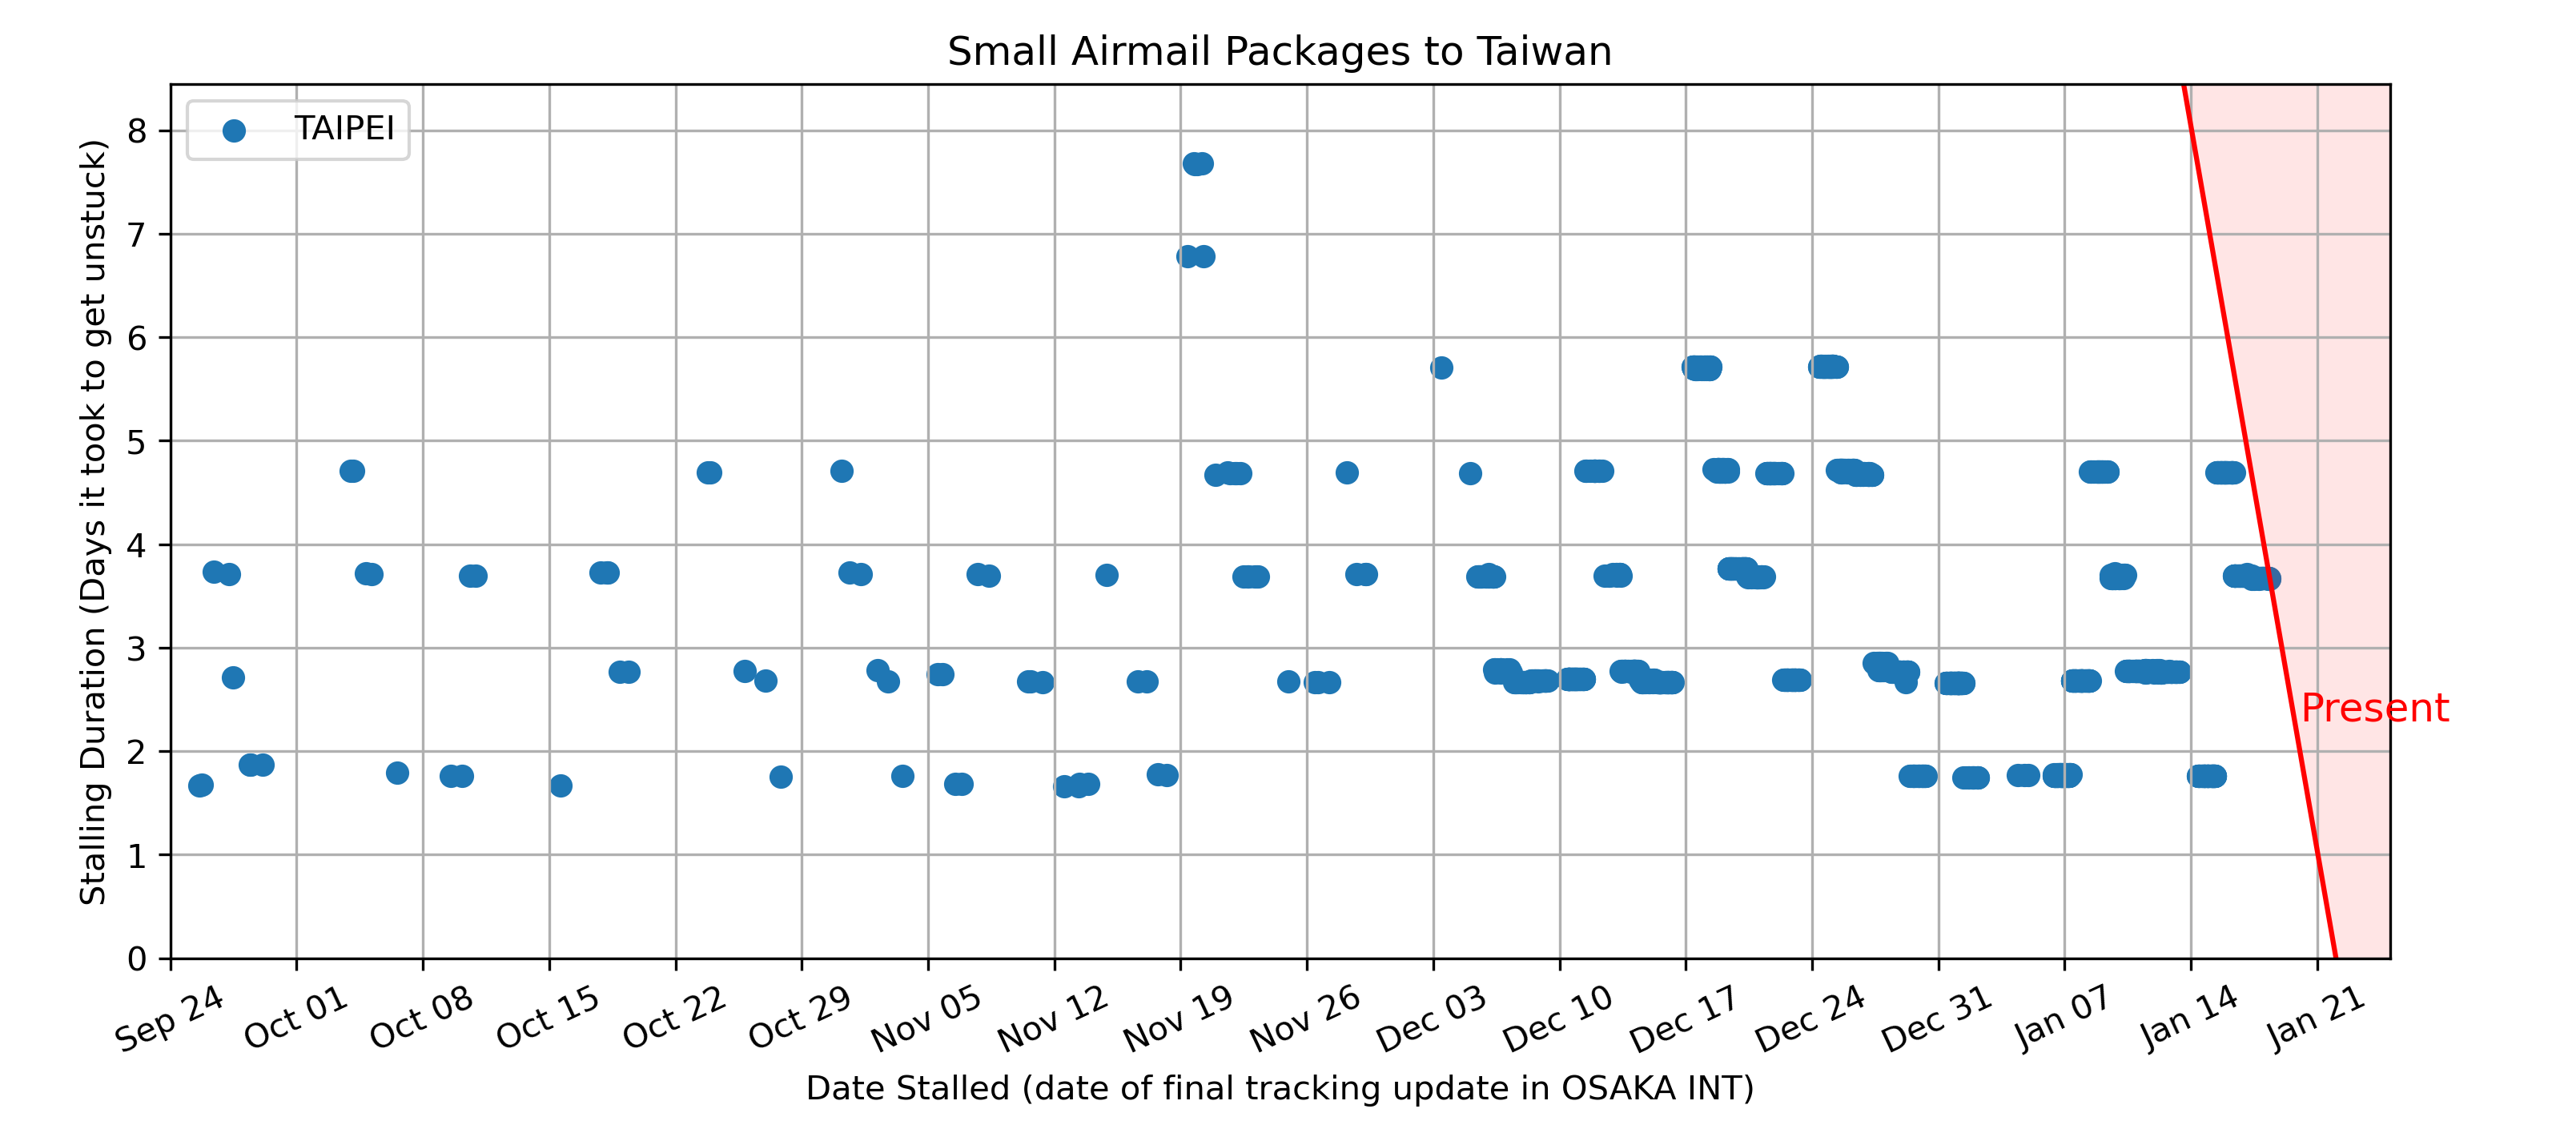 Small Airmail Packages to Taiwan
TAIPEI
Stalling Duration (Days it took to get unstuck)
8
7
6
5
4
3
2
1
0
Present
Sep 24
Oct 01
Oct 08
Oct 15
Oct 22
Oct 29
Nov 05
Nov 12
Nov 19
Nov 26
Dec 03
Dec 10
Dec 17
Dec 24
Dec 31
Jan 07
Jan 14
Jan 21
Date Stalled (date of final tracking update in OSAKA INT)